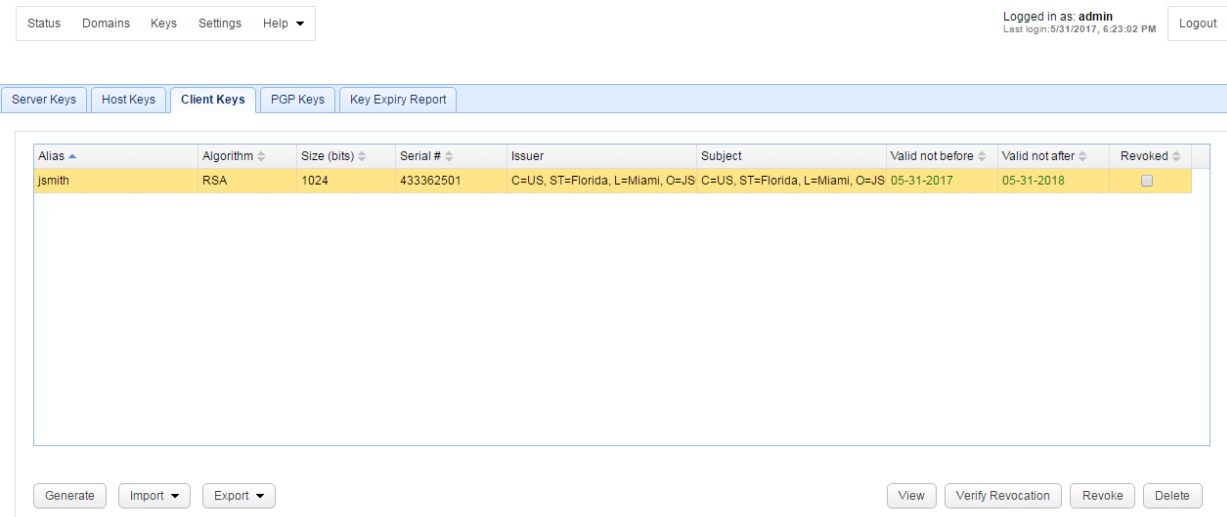 Status Domains Keys Settings Help
Logged in as: admin
Last login:5/31/2017, 6:23:02 PM
Logout
Server Keys Host Keys Client Keys PGP Keys Key Expiry Report
Alias Algorithm Size (bits) Serial # Issuer Subject Valid not before Valid not after Revoked
jsmith RSA 1024 433362501 C=US, ST=Florida, L=Miami, O=JS C=US, ST=Florida, L=Miami, O=JS 05-31-2017 05-31-2018
Generate Import Export View Verify Revocation Revoke Delete